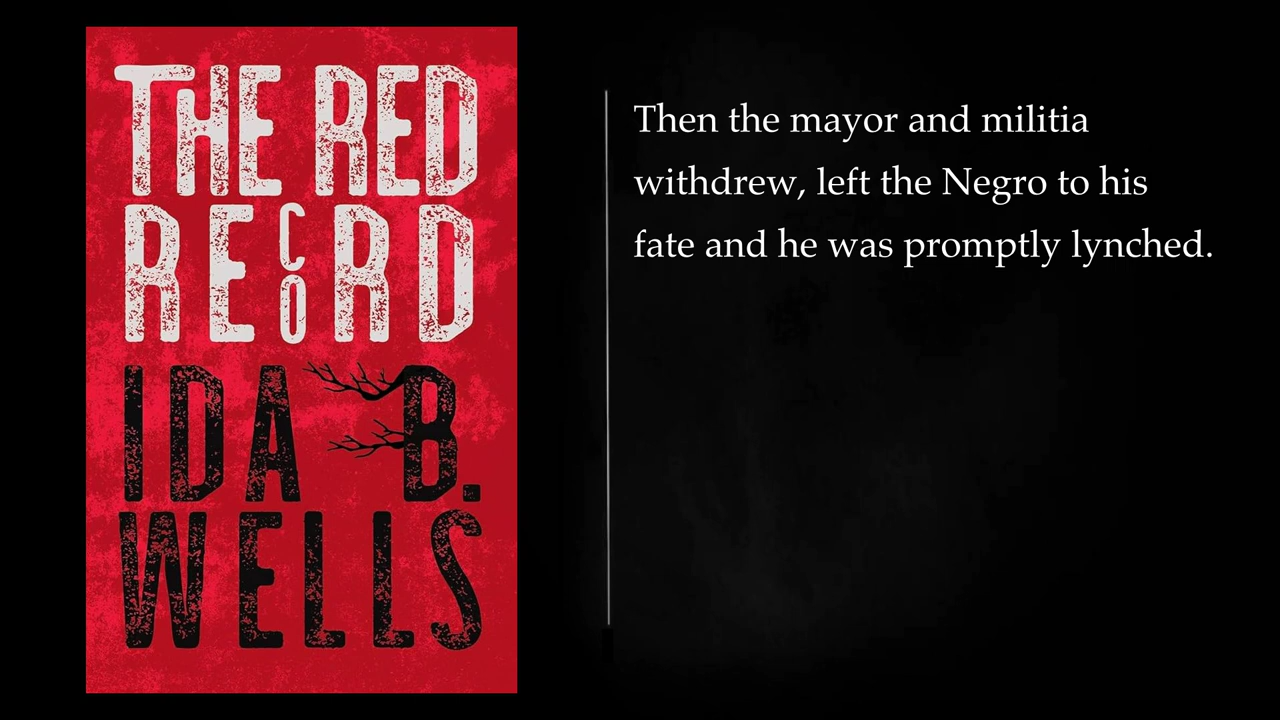 THE RED
RECORD
IDA B.
WELLS
Then the mayor and militia
withdrew, left the Negro to his
fate and he was promptly lynched.